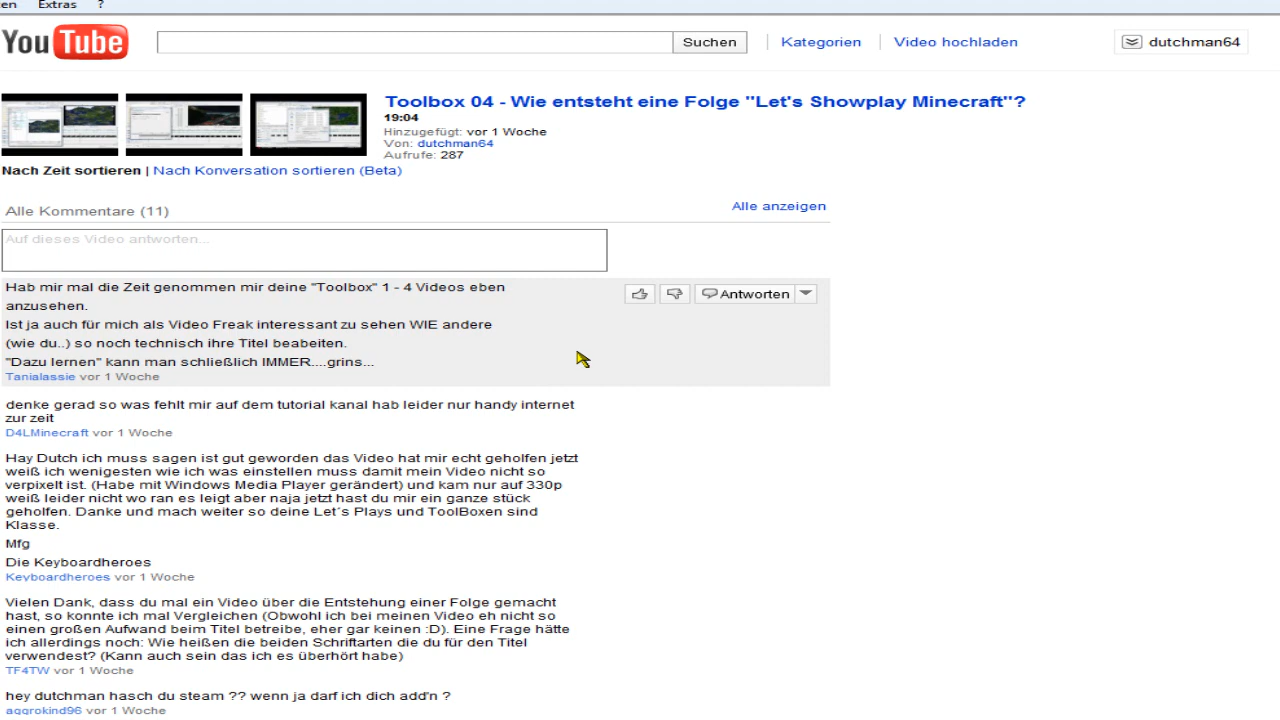 Extras ?
YouTube Suchen Kategorien Video hochladen dutchman64
Toolbox 04 - Wie entsteht eine Folge "Let's Showplay Minecraft"?
19:04
Hinzugefügt: vor 1 Woche
Von: dutchman64
Aufrufe: 287
Nach Zeit sortieren | Nach Konversation sortieren (Beta)
Alle Kommentare (11) Alle anzeigen
Auf dieses Video antworten...
Hab mir mal die Zeit genommen mir deine "Toolbox" 1 - 4 Videos eben
anzusehen.
Antworten
Ist ja auch für mich als Video Freak interessant zu sehen WIE andere
(wie du..) so noch technisch ihre Titel beabeiten.
"Dazu lernen" kann man schließlich IMMER....grins...
Tanialassie vor 1 Woche
denke gerad so was fehlt mir auf dem tutorial kanal hab leider nur handy internet
zur zeit
D4LMinecraft vor 1 Woche
Hay Dutch ich muss sagen ist gut geworden das Video hat mir echt geholfen jetzt
weiß ich wenigesten wie ich was einstellen muss damit mein Video nicht so
verpixelt ist. (Habe mit Windows Media Player gerändert) und kam nur auf 330p
weiß leider nicht wo ran es leigt aber naja jetzt hast du mir ein ganze stück
geholfen. Danke und mach weiter so deine Let´s Plays und ToolBoxen sind
Klasse.
Mfg
Die Keyboardheroes
Keyboardheroes vor 1 Woche
Vielen Dank, dass du mal ein Video über die Entstehung einer Folge gemacht
hast, so konnte ich mal Vergleichen (Obwohl ich bei meinen Video eh nicht so
einen großen Aufwand beim Titel betreibe, eher gar keinen :D). Eine Frage hätte
ich allerdings noch: Wie heißen die beiden Schriftarten die du für den Titel
verwendest? (Kann auch sein das ich es überhört habe)
TF4TW vor 1 Woche
hey dutchman hasch du steam ?? wenn ja darf ich dich add'n ?
aggrokind96 vor 1 Woche